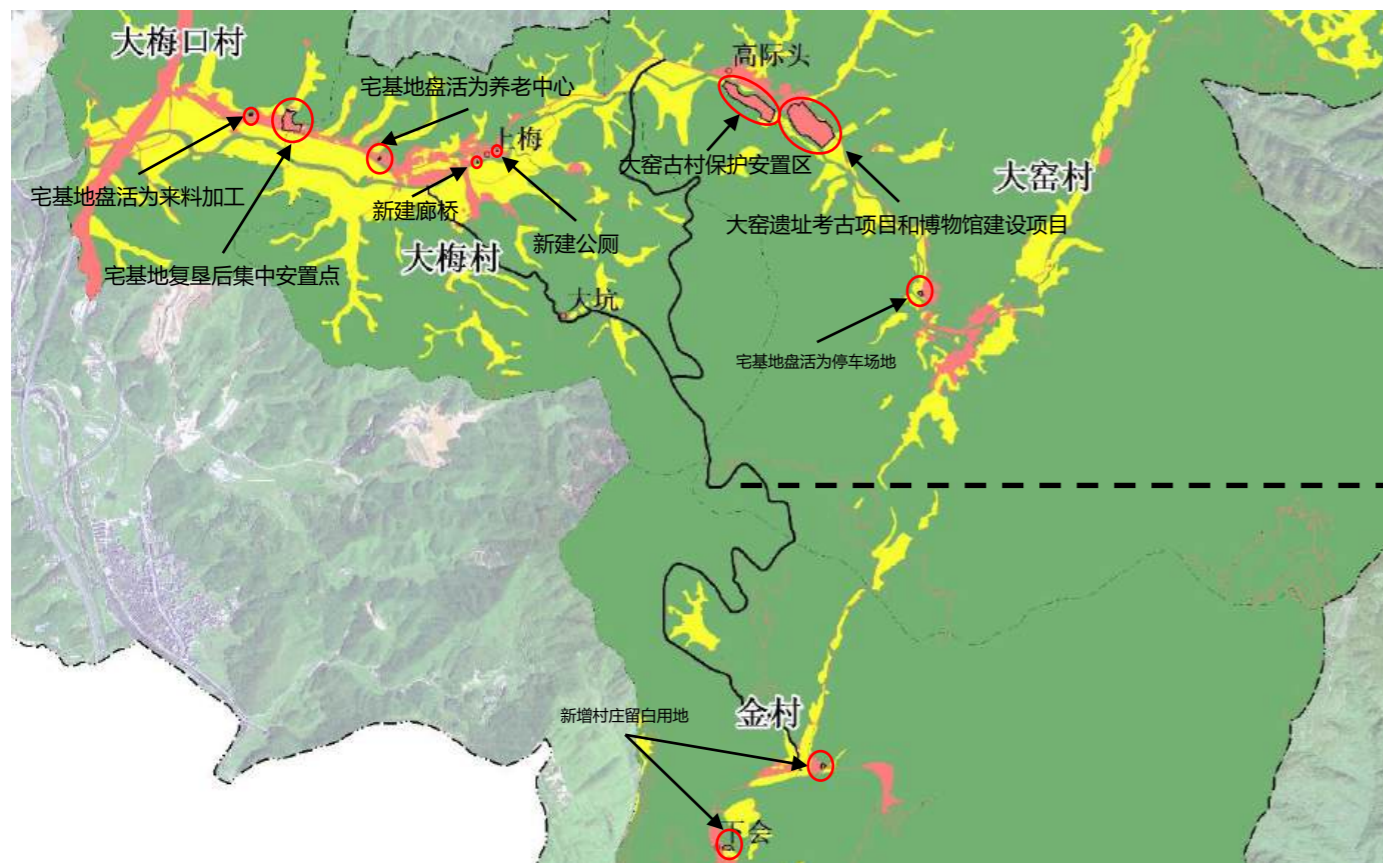 大梅口村
高际头
宅基地盘活为养老中心
上梅
大窑古村保护安置区
大窑村
宅基地盘活为来料加工
新建廊桥
大窑遗址考古项目和博物馆建设项目
新建公厕
大梅村
宅基地复垦后集中安置点
大坑
宅基地盘活为停车场地
金村
新增村庄留白用地
下会